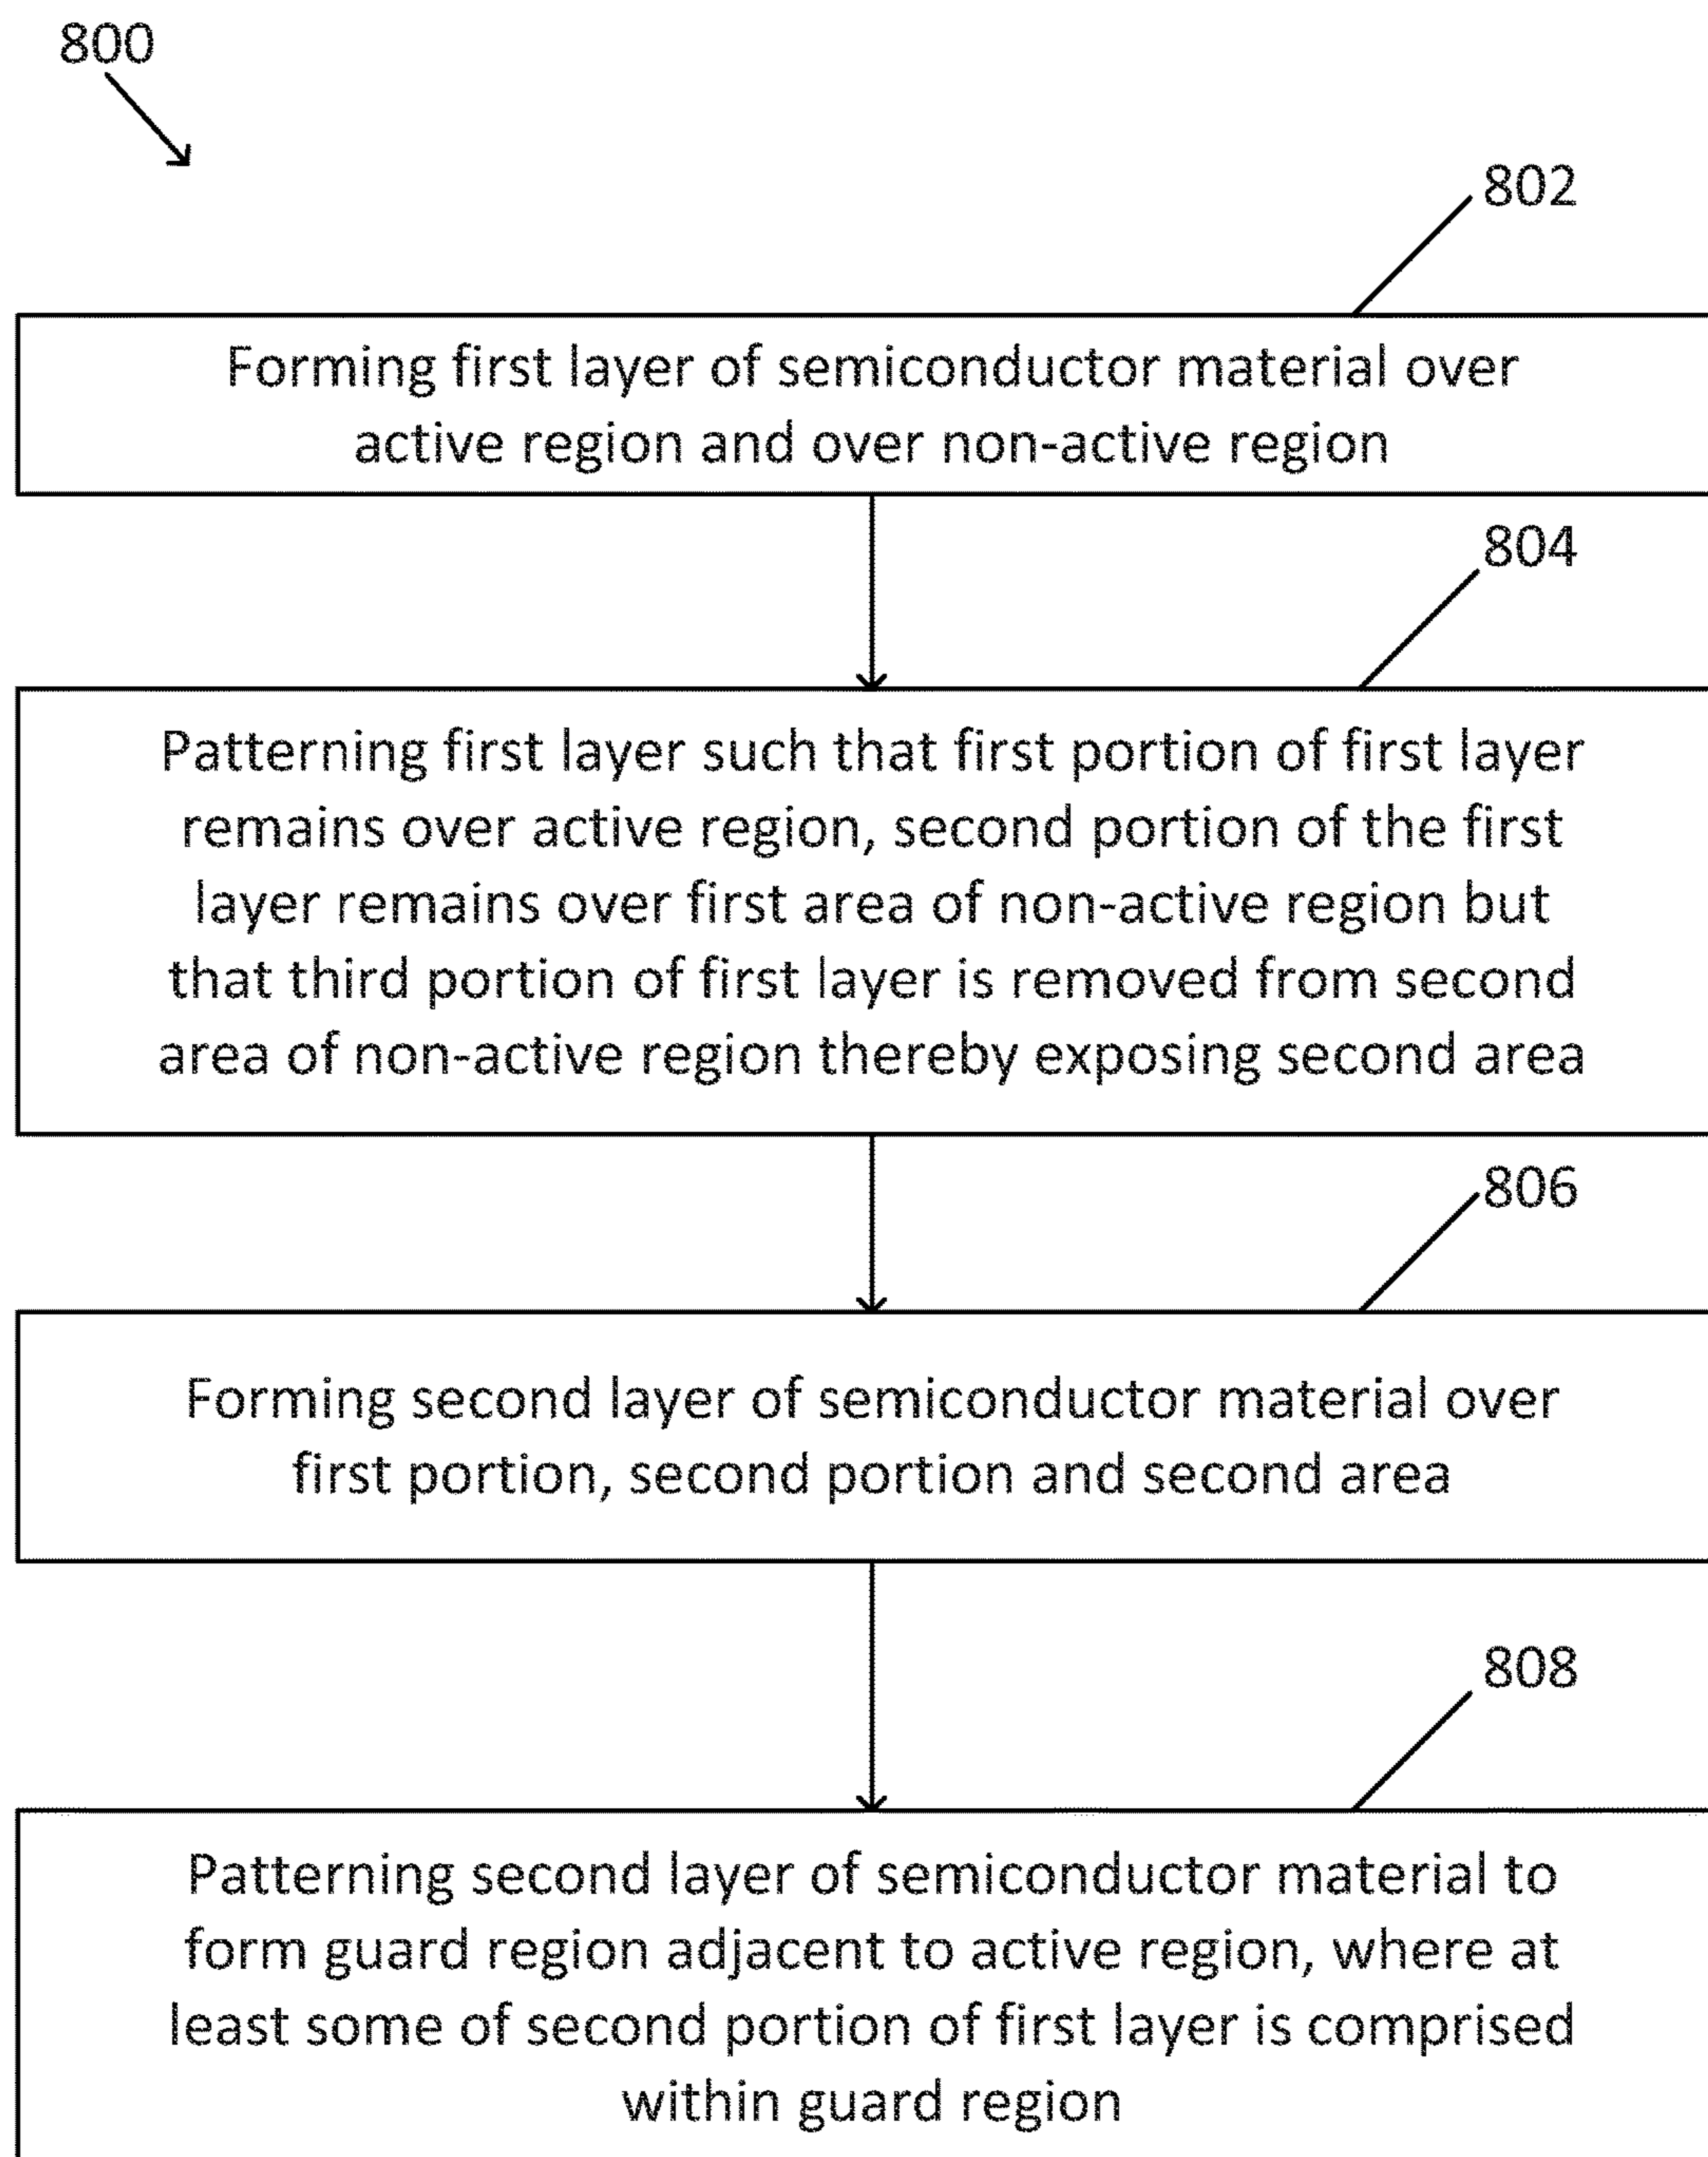 800
802
Forming first layer of semiconductor material over
active region and over non-active region
804
Patterning first layer such that first portion of first layer
remains over active region, second portion of the first
layer remains over first area of non-active region but
that third portion of first layer is removed from second
area of non-active region thereby exposing second area
806
Forming second layer of semiconductor material over
first portion, second portion and second area
808
Patterning second layer of semiconductor material to
form guard region adjacent to active region, where at
least some of second portion of first layer is comprised
within guard region